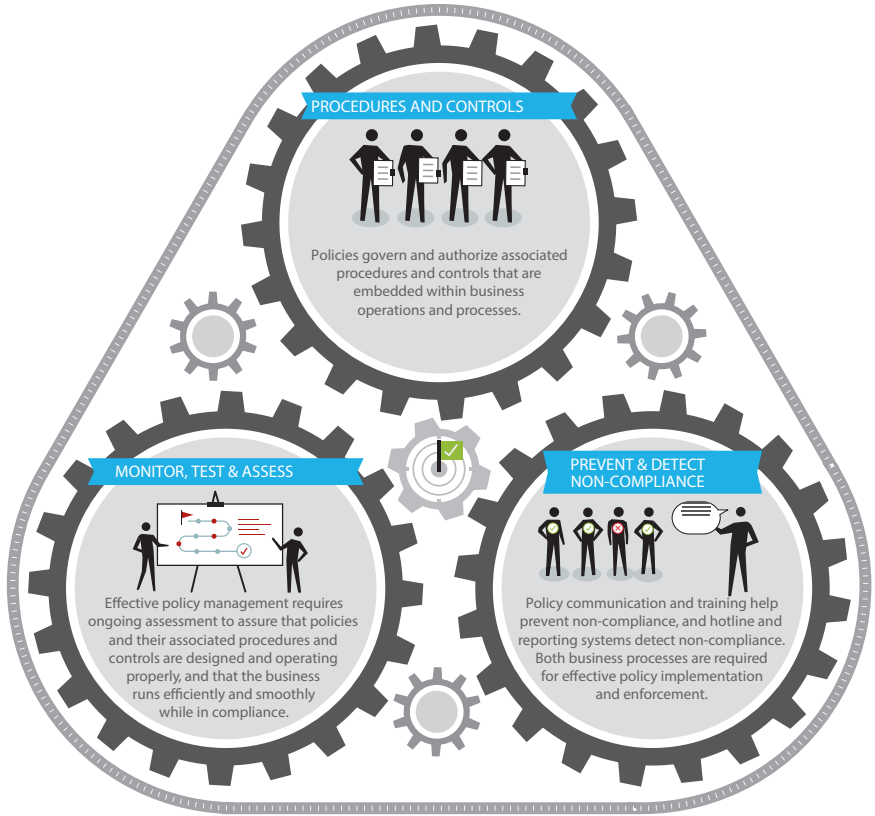 PROCEDURES AND CONTROLS
Policies govern and authorize associated
procedures and controls that are
embedded within business
operations and processes.
MONITOR, TEST & ASSESS
Effective policy management requires
ongoing assessment to assure that policies
and their associated procedures and
controls are designed and operating
properly, and that the business
runs efficiently and smoothly
while in compliance.
PREVENT & DETECT
NON-COMPLIANCE
Policy communication and training help
prevent non-compliance, and hotline and
reporting systems detect non-compliance.
Both business processes are required
for effective policy implementation
and enforcement.